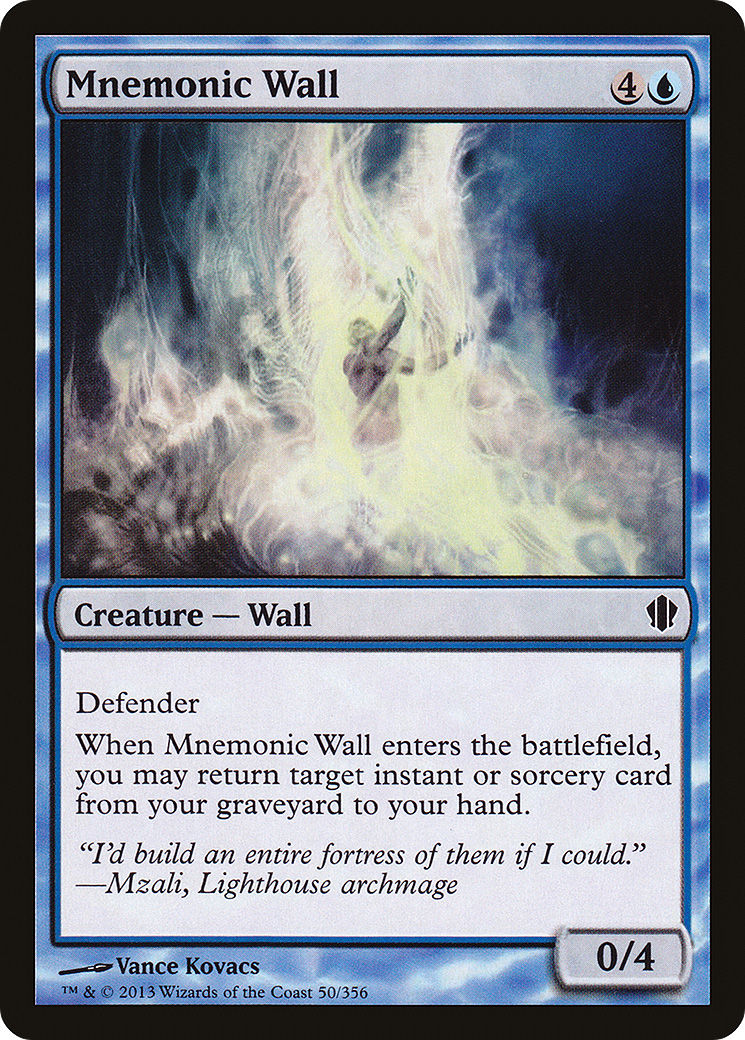 Mnemonic Wall 4
Creature — Wall
Defender
When Mnemonic Wall enters the battlefield,
you may return target instant or sorcery card
from your graveyard to your hand.
“I’d build an entire fortress of them if I could.”
—Mzali, Lighthouse archmage
0/4
Vance Kovacs
™ & © 2013 Wizards of the Coast 50/356